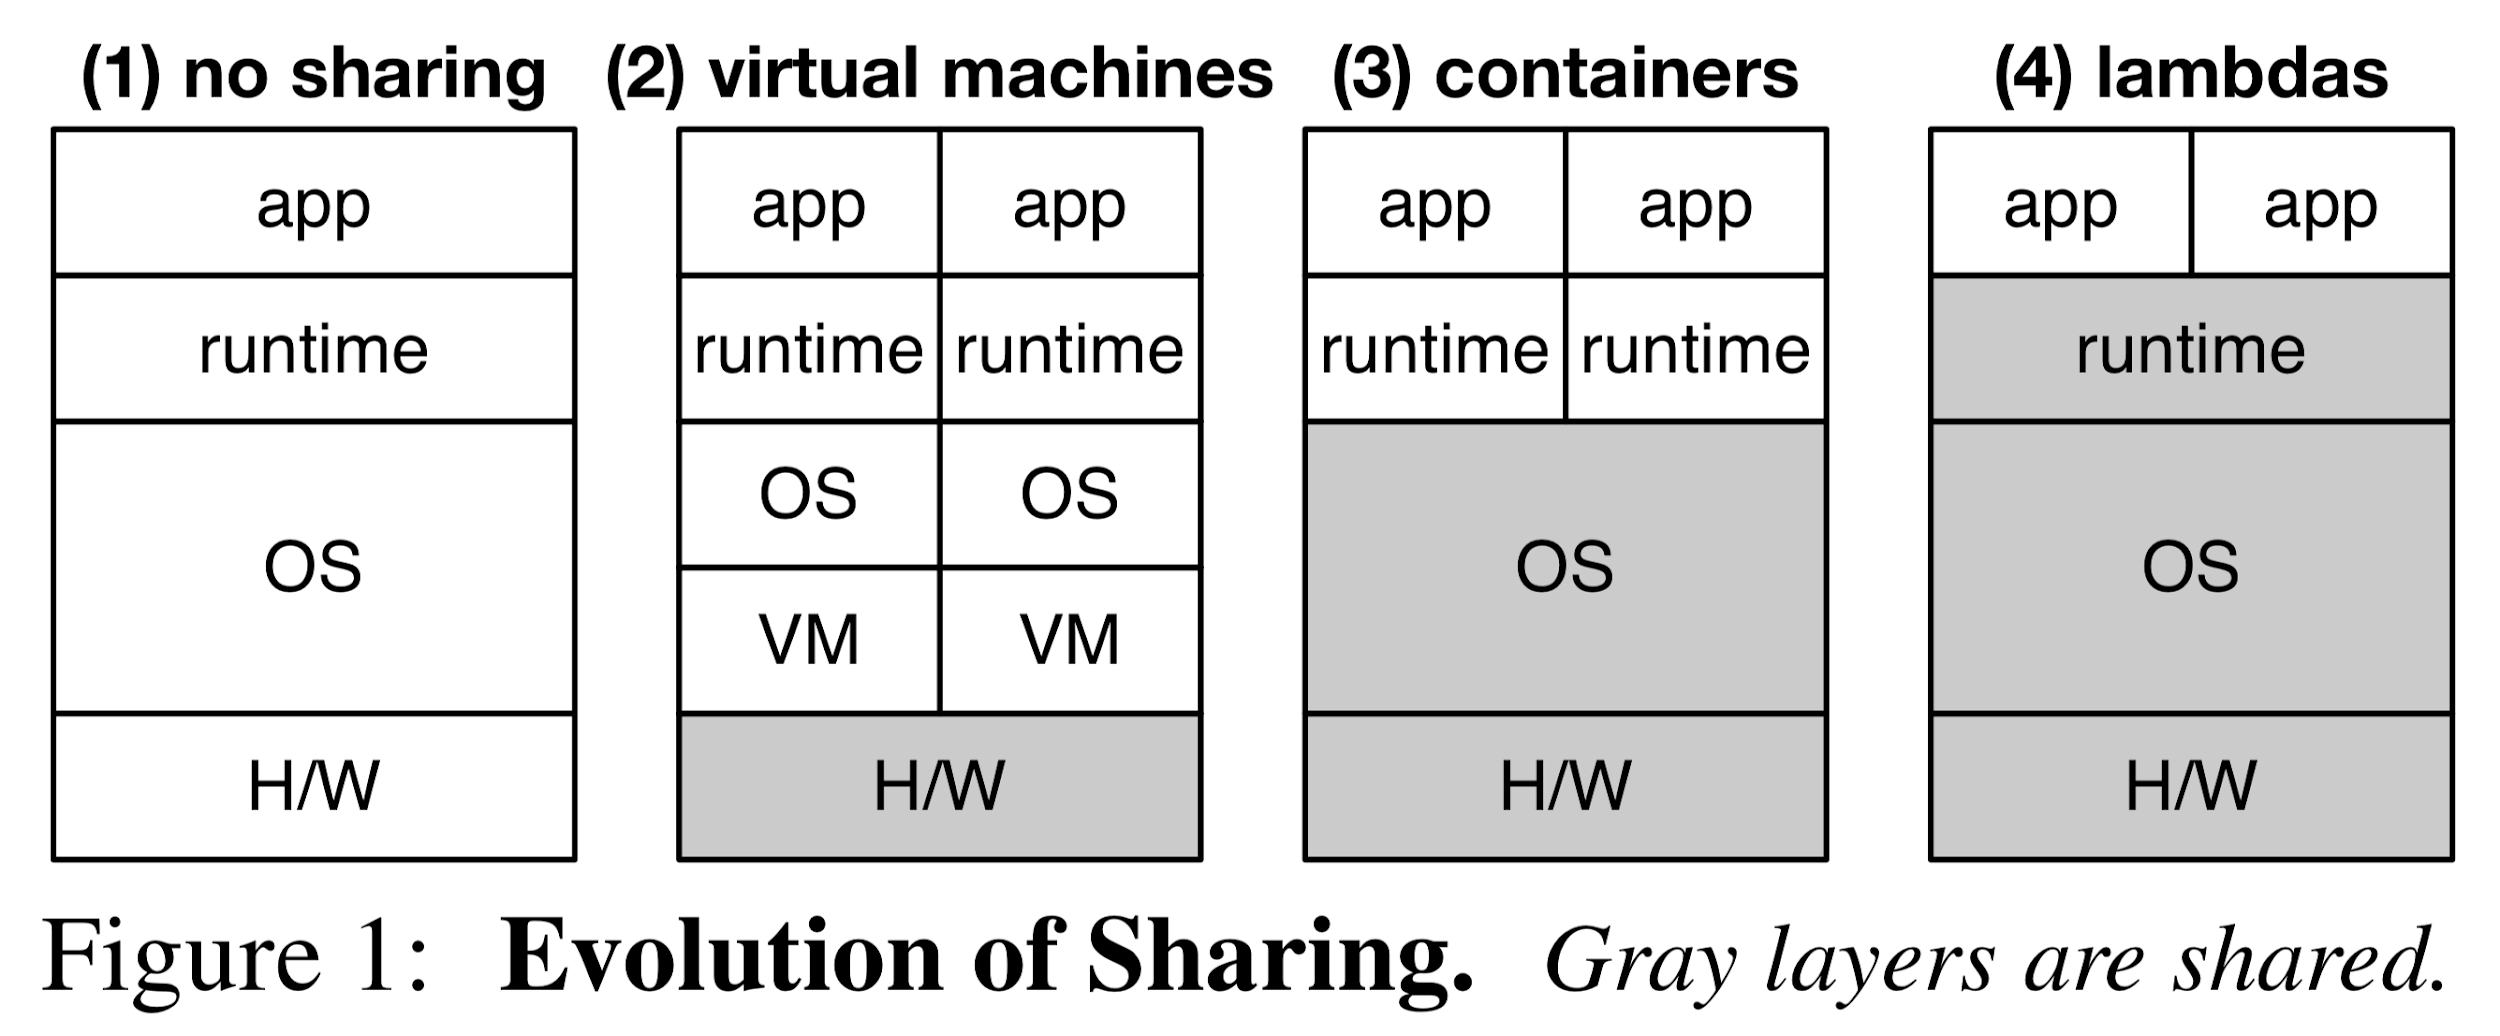 (1) no sharing (2) virtual machines (3) containers (4) lambdas
app app app app app app app
runtime runtime runtime runtime runtime runtime
OS OS
OS OS OS
VM VM
H/W H/W H/W H/W
Figure 1: Evolution of Sharing. Gray layers are shared.